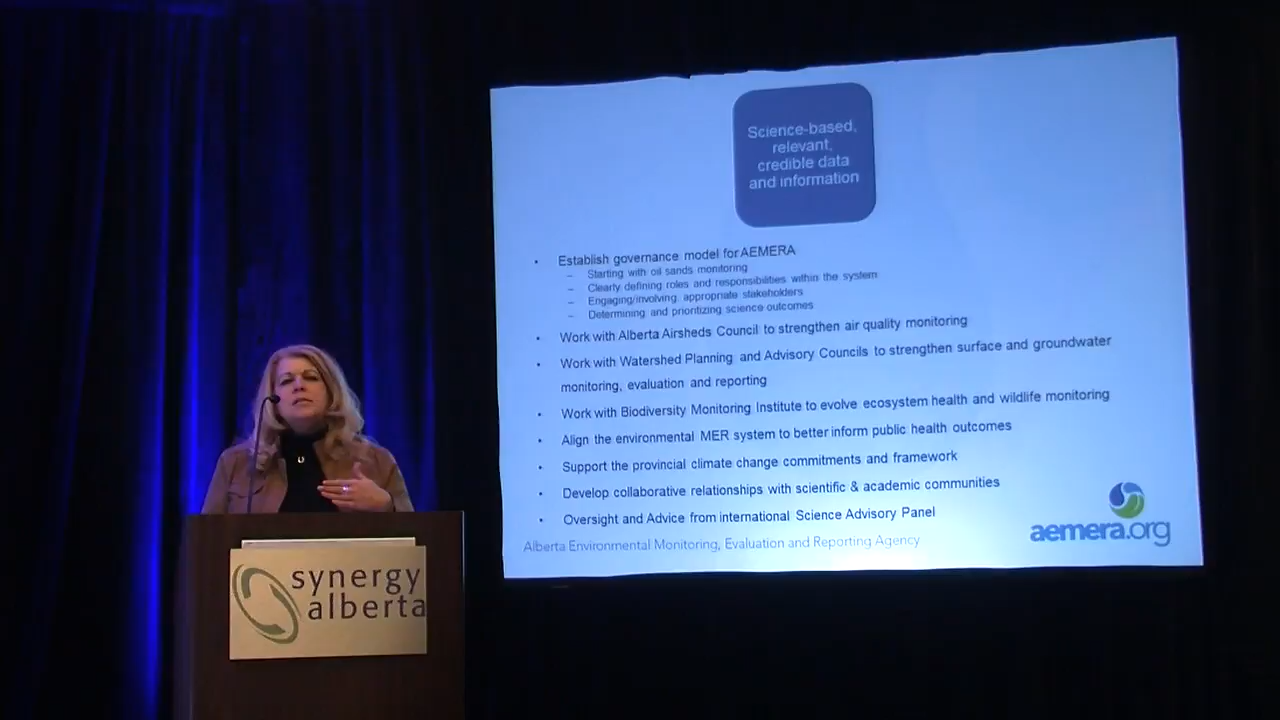 Science-based,
relevant,
credible data
and information
• Establish governance model for AEMERA
– Starting with oil sands monitoring
– Clearly defining roles and responsibilities within the system
– Engaging/involving appropriate stakeholders
– Determining and prioritizing science outcomes
• Work with Alberta Airsheds Council to strengthen air quality monitoring
• Work with Watershed Planning and Advisory Councils to strengthen surface and groundwater
monitoring, evaluation and reporting
• Work with Biodiversity Monitoring Institute to evolve ecosystem health and wildlife monitoring
• Align the environmental MER system to better inform public health outcomes
• Support the provincial climate change commitments and framework
• Develop collaborative relationships with scientific & academic communities
• Oversight and Advice from international Science Advisory Panel
Alberta Environmental Monitoring, Evaluation and Reporting Agency
aemera.org
synergy
alberta